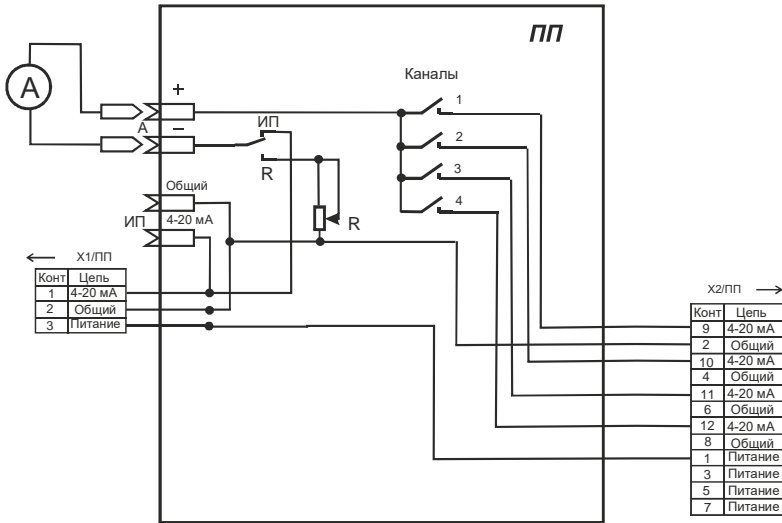 ПП
Каналы
A
+
А
−
ИП
R
1
2
3
4
Общий
ИП
4-20 мА
R
X1/ПП
Конт Цепь
1 4-20 мА
2 Общий
3 Питание
X2/ПП
Конт Цепь
9 4-20 мА
2 Общий
10 4-20 мА
4 Общий
11 4-20 мА
6 Общий
12 4-20 мА
8 Общий
1 Питание
3 Питание
5 Питание
7 Питание